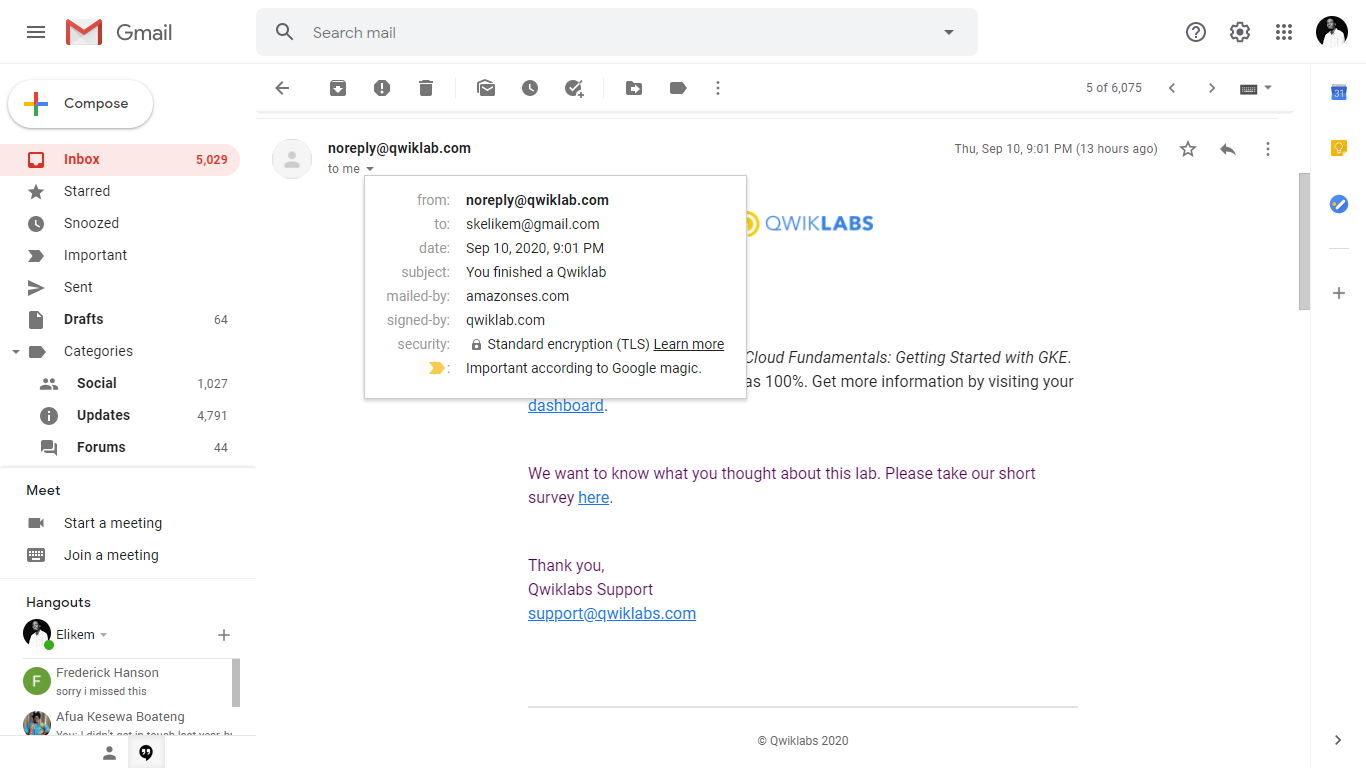 Gmail
Search mail
Compose
5 of 6,075
31
Inbox 5,029
Starred
Snoozed
Important
Sent
Drafts 64
Categories
Social 1,027
Updates 4,791
Forums 44
Meet
Start a meeting
Join a meeting
Hangouts
Elikem
F
Frederick Hanson
sorry i missed this
Afua Kesewa Boateng
You: I didn't get in touch last year b
noreply@qwiklab.com
Thu, Sep 10, 9:01 PM (13 hours ago)
to me
from: noreply@qwiklab.com
to: skelikem@gmail.com
date: Sep 10, 2020, 9:01 PM
subject: You finished a Qwiklab
mailed-by: amazonses.com
signed-by: qwiklab.com
security: Standard encryption (TLS) Learn more
: Important according to Google magic.
QWIKLABS
Cloud Fundamentals: Getting Started with GKE.
as 100%. Get more information by visiting your
dashboard.
We want to know what you thought about this lab. Please take our short
survey here.
Thank you,
Qwiklabs Support
support@qwiklabs.com
© Qwiklabs 2020